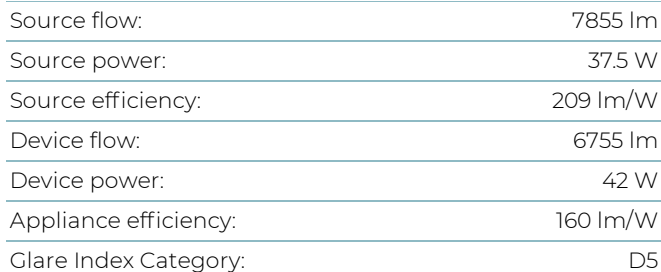 Source flow: 7855 lm
Source power: 37.5 W
Source efficiency: 209 lm/W
Device flow: 6755 lm
Device power: 42 W
Appliance efficiency: 160 lm/W
Glare Index Category: D5